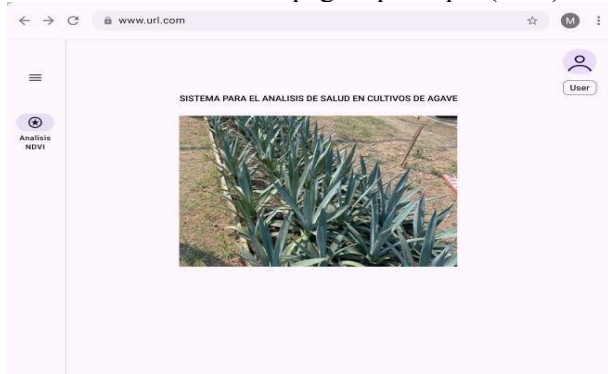 www.url.com
M
User
SISTEMA PARA EL ANALISIS DE SALUD EN CULTIVOS DE AGAVE
Analisis
NDVI